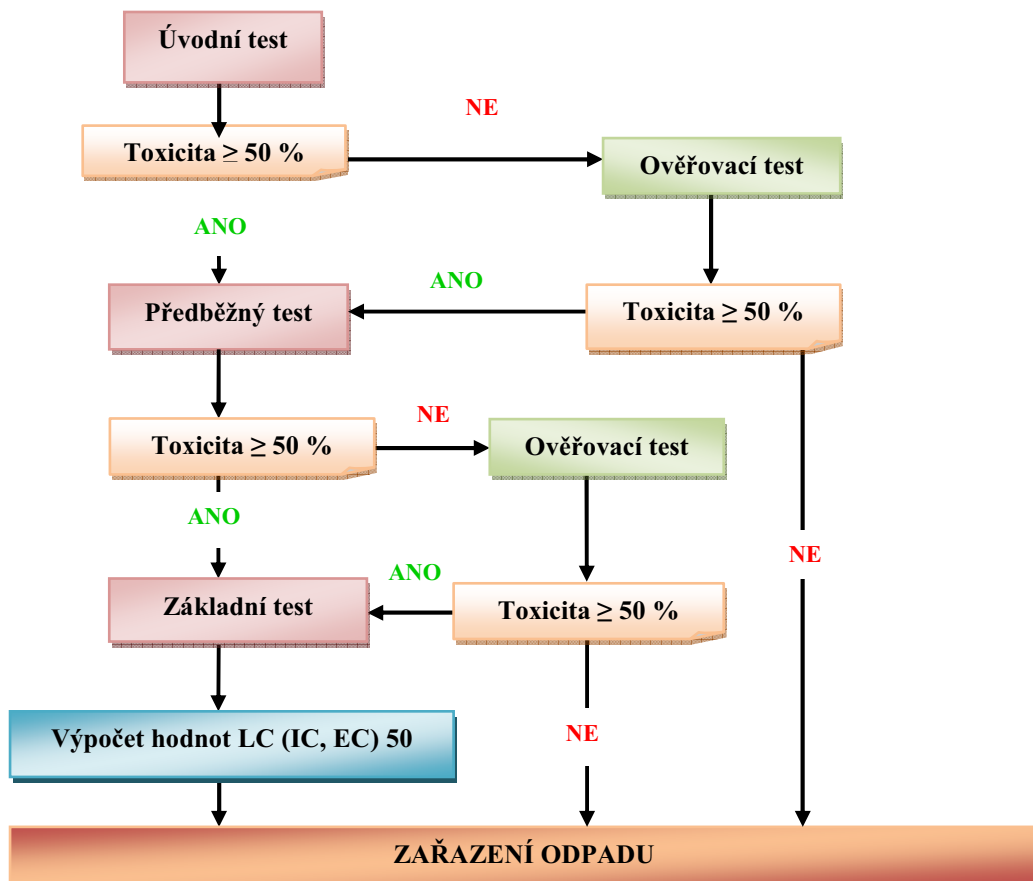 Úvodní test
NE
Toxicita ≥ 50 %
Ověřovací test
ANO
ANO
Předběžný test
Toxicita ≥ 50 %
NE
Toxicita ≥ 50 %
Ověřovací test
ANO
NE
ANO
Základní test
Toxicita ≥ 50 %
Výpočet hodnot LC (IC, EC) 50
NE
ZAŘAZENÍ ODPADU